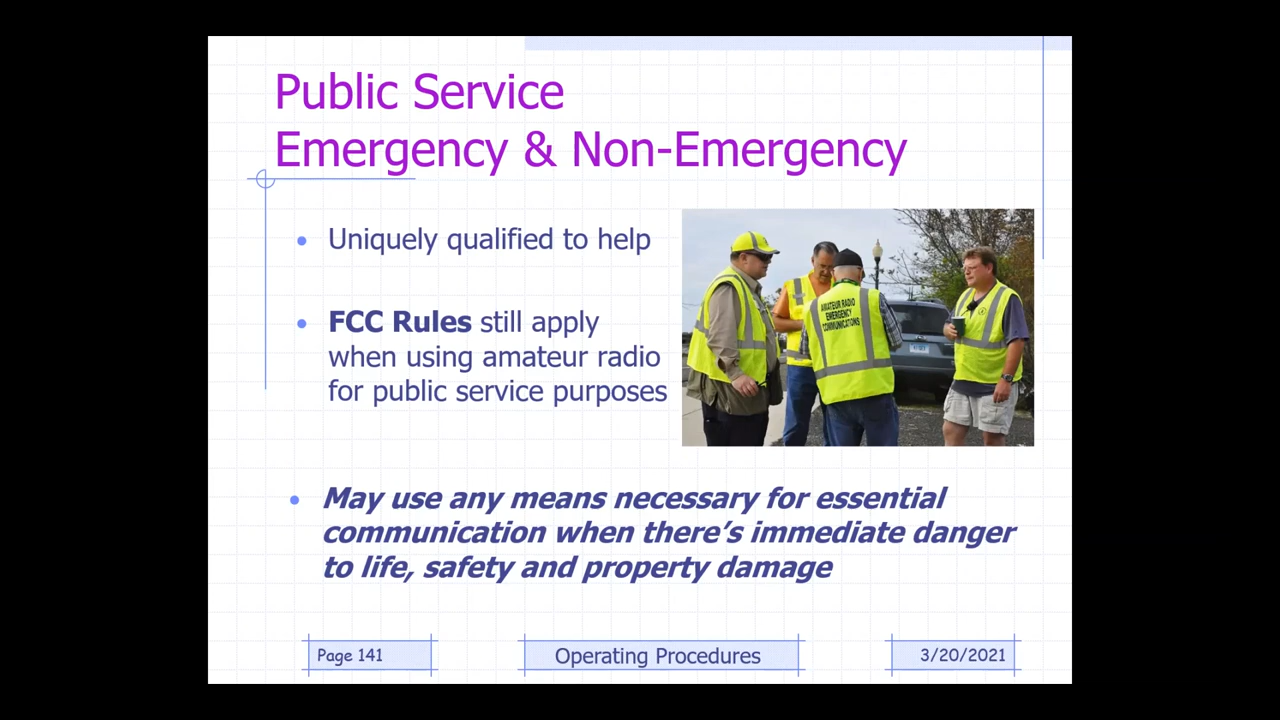 Public Service
Emergency & Non-Emergency
Uniquely qualified to help
FCC Rules still apply
when using amateur radio
for public service purposes
AMATEUR RADIO
EMERGENCY
COMMUNICATIONS
May use any means necessary for essential
communication when there's immediate danger
to life, safety and property damage
Page 141
Operating Procedures
3/20/2021